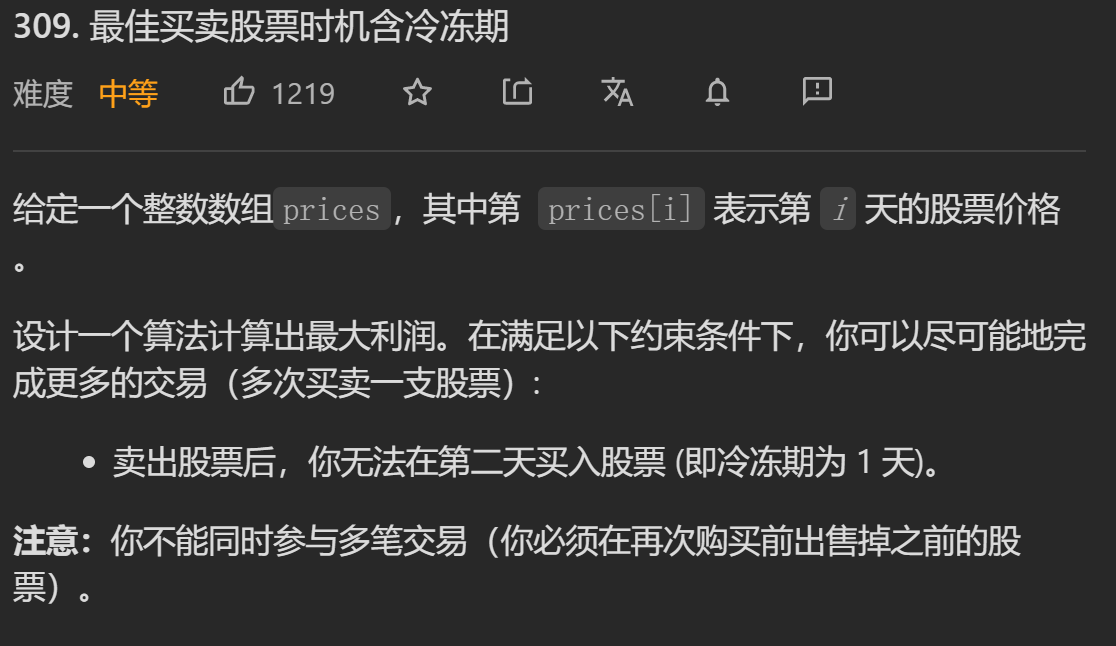 309. 最佳买卖股票时机含冷冻期
难度 中等 1219
给定一个整数数组prices，其中第 prices[i] 表示第 i 天的股票价格
。
设计一个算法计算出最大利润。在满足以下约束条件下，你可以尽可能地完
成更多的交易（多次买卖一支股票）:
• 卖出股票后，你无法在第二天买入股票 (即冷冻期为 1 天)。
注意：你不能同时参与多笔交易（你必须在再次购买前出售掉之前的股
票）。